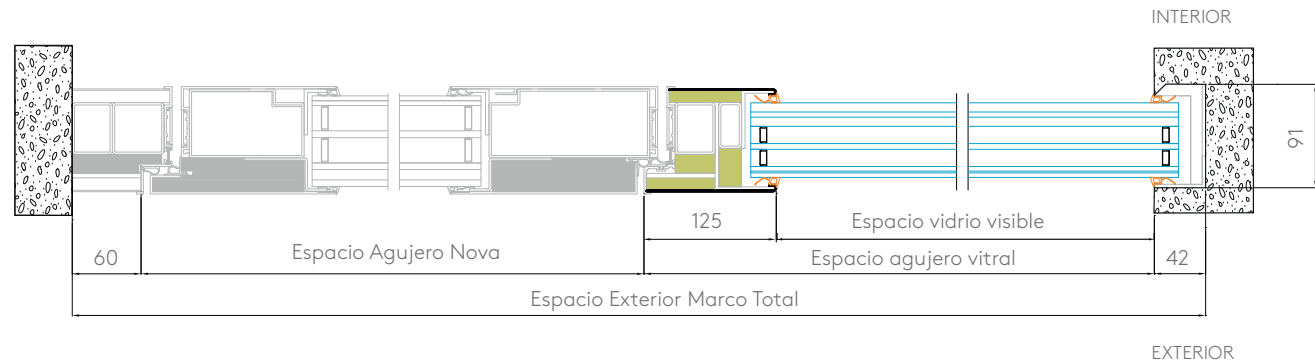 INTERIOR
91
125
Espacio vidrio visible
60
Espacio Agujero Nova
Espacio agujero vitral
42
Espacio Exterior Marco Total
EXTERIOR